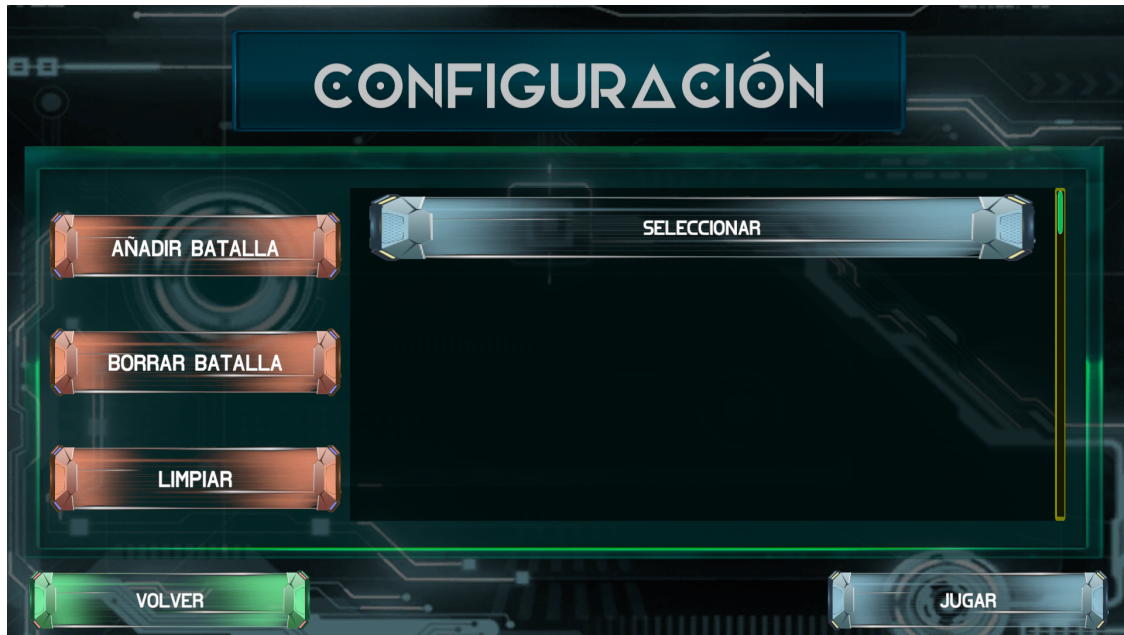 CONFIGURACIÓN
AÑADIR BATALLA
SELECCIONAR
BORRAR BATALLA
LIMPIAR
VOLVER
JUGAR